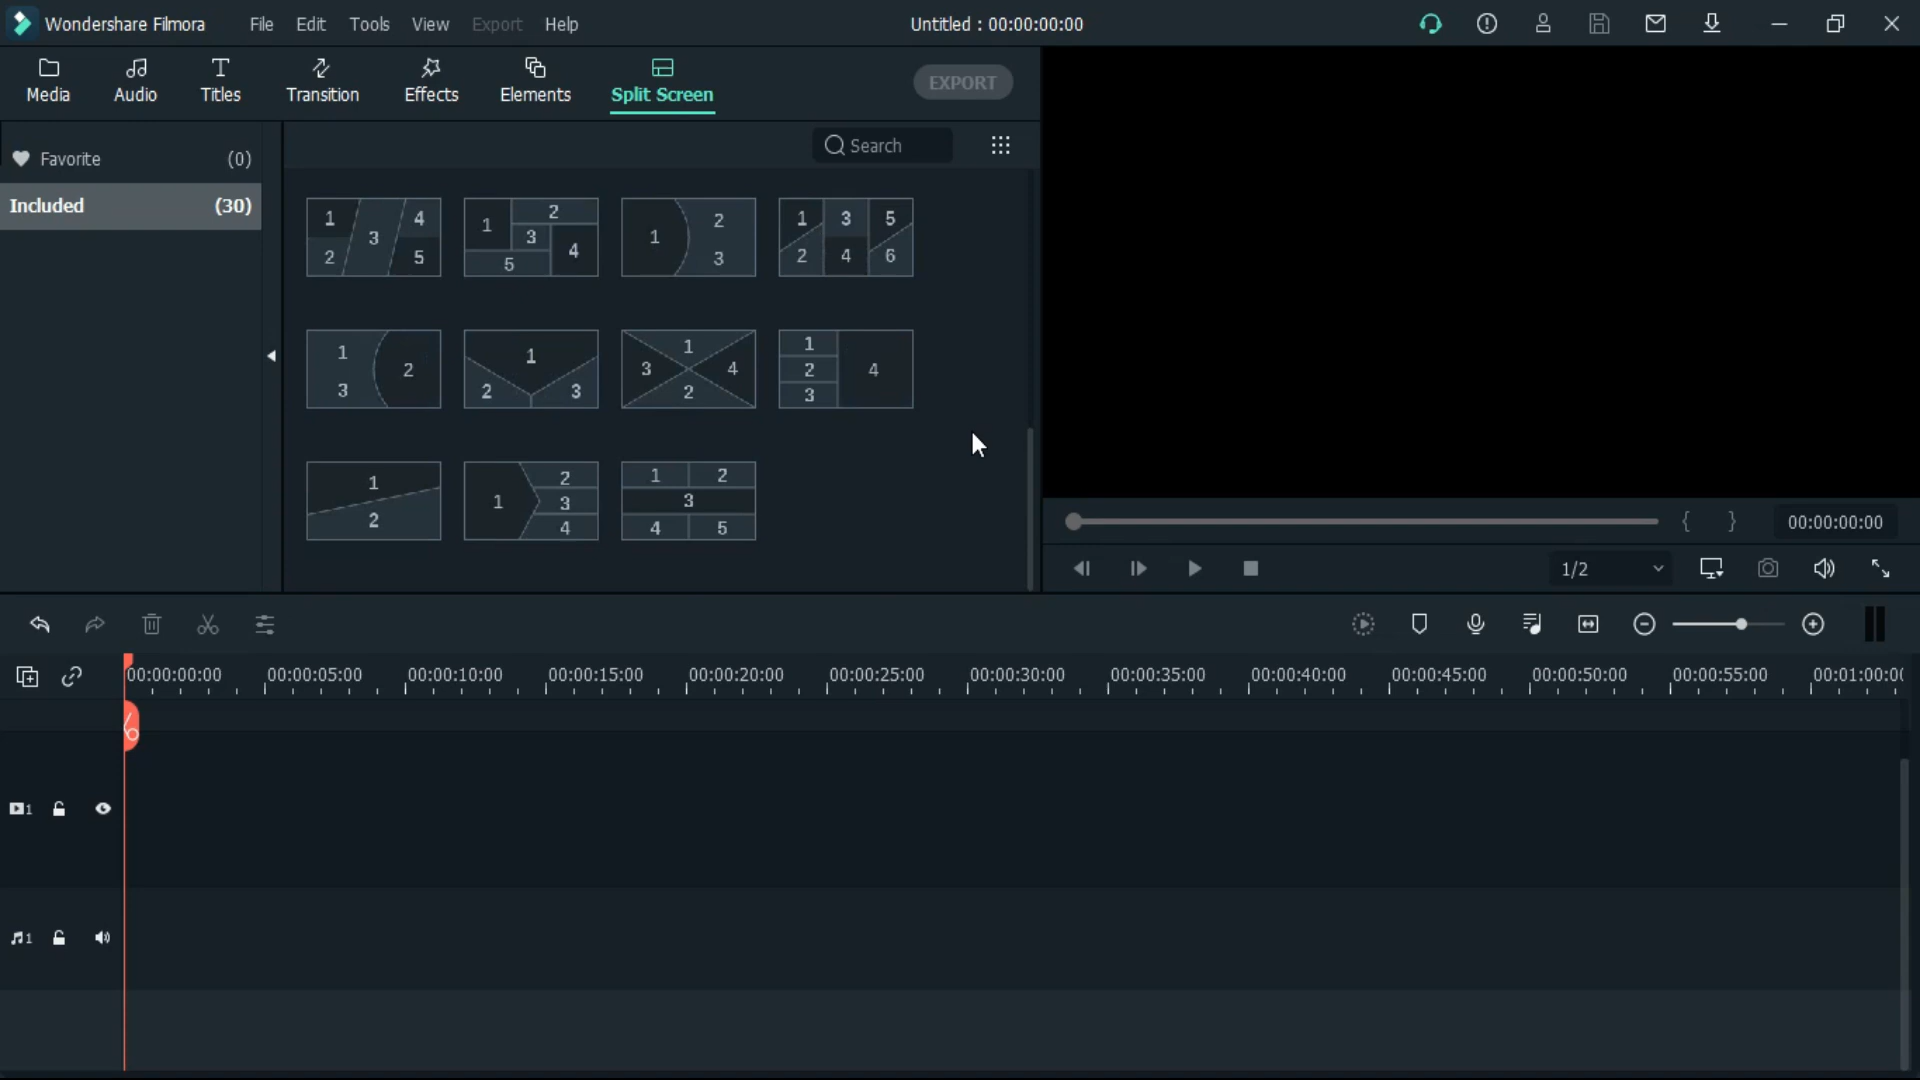 Wondershare Filmora File Edit Tools View Export Help Untitled : 00:00:00:00
Media Audio Titles Transition Effects Elements Split Screen EXPORT
Favorite (0) Search
Included (30)
1 2 3 4 5
1 2 3 4 5
1 2 3
1 2 3 4 5 6
1 3 2
1 2 3
1 3 4 2
1 2 3 4
1 2
1 2 3 4
1 2 3 4 5
{ } 00:00:00:00
1/2
00:00:00:00 00:00:05:00 00:00:10:00 00:00:15:00 00:00:20:00 00:00:25:00 00:00:30:00 00:00:35:00 00:00:40:00 00:00:45:00 00:00:50:00 00:00:55:00 00:01:00:0
1
1